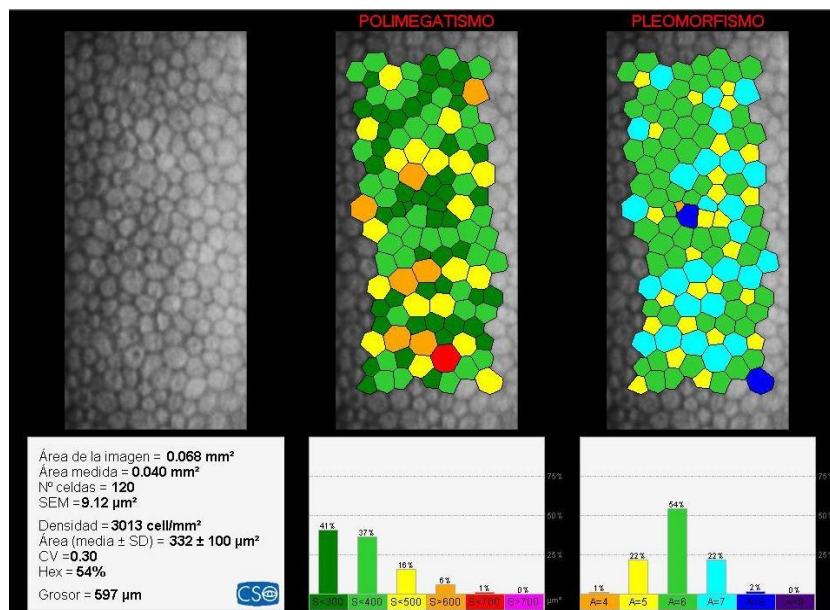 POLIMEGATISMO
PLEOMORFISMO
Área de la imagen = 0.068 mm²
Área medida = 0.040 mm²
Nº celdas = 120
SEM = 9.12 µm²
Densidad = 3013 cell/mm²
Área (media ± SD) = 332 ± 100 µm²
CV = 0.30
Hex = 54%
Grosor = 597 µm
CSO
75%
50%
25%
41%
37%
16%
6%
1%
0%
µm²
S<300
S<400
S<500
S>600
S<700
S>700
75%
50%
25%
1%
22%
54%
22%
2%
0%
A=4
A=5
A=6
A=7